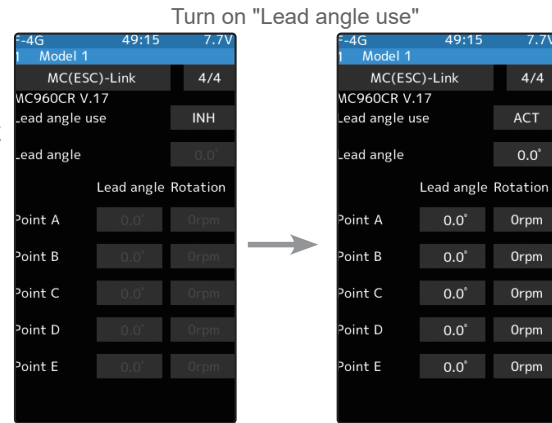 Turn on "Lead angle use"
-4G 49:15 7.7V
1 Model 1
MC(ESC)-Link 4/4
MC960CR V.17
Lead angle use INH
Lead angle 0.0°
Lead angle Rotation
Point A 0.0° 0rpm
Point B 0.0° 0rpm
Point C 0.0° 0rpm
Point D 0.0° 0rpm
Point E 0.0° 0rpm
-4G 49:15 7.7V
1 Model 1
MC(ESC)-Link 4/4
MC960CR V.17
Lead angle use ACT
Lead angle 0.0°
Lead angle Rotation
Point A 0.0° 0rpm
Point B 0.0° 0rpm
Point C 0.0° 0rpm
Point D 0.0° 0rpm
Point E 0.0° 0rpm